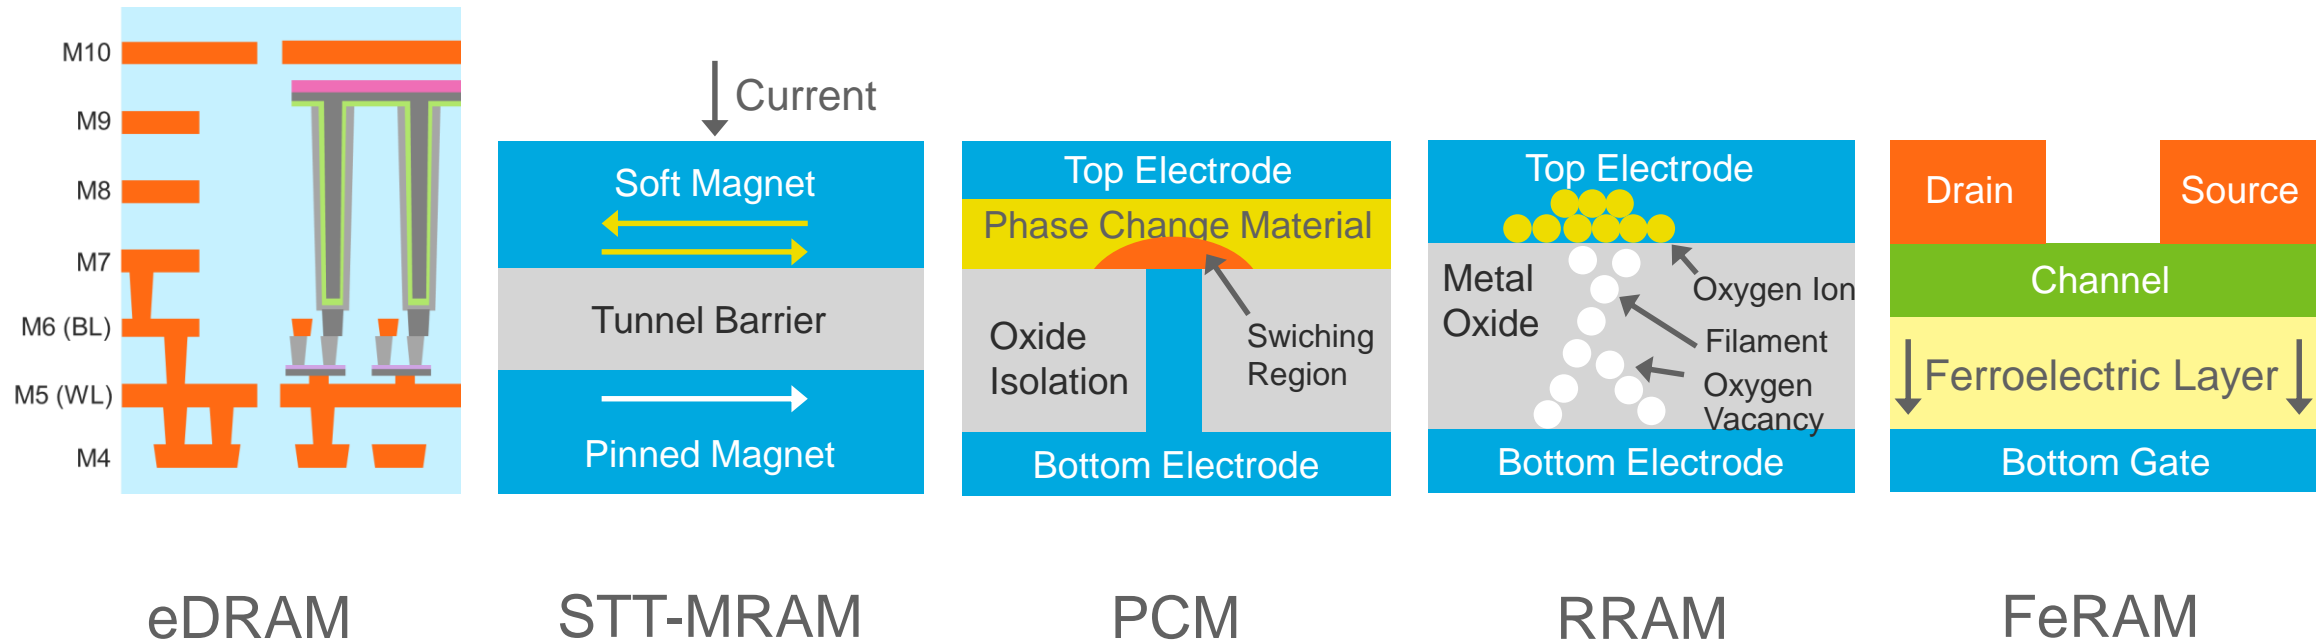 M10
M9
M8
M7
M6 (BL)
M5 (WL)
M4
eDRAM
Current
Soft Magnet
Tunnel Barrier
Pinned Magnet
STT-MRAM
Top Electrode
Phase Change Material
Oxide
Isolation
Swiching
Region
Bottom Electrode
PCM
Top Electrode
Metal
Oxide
Oxygen Ion
Filament
Oxygen
Vacancy
Bottom Electrode
RRAM
Drain
Source
Channel
Ferroelectric Layer
Bottom Gate
FeRAM